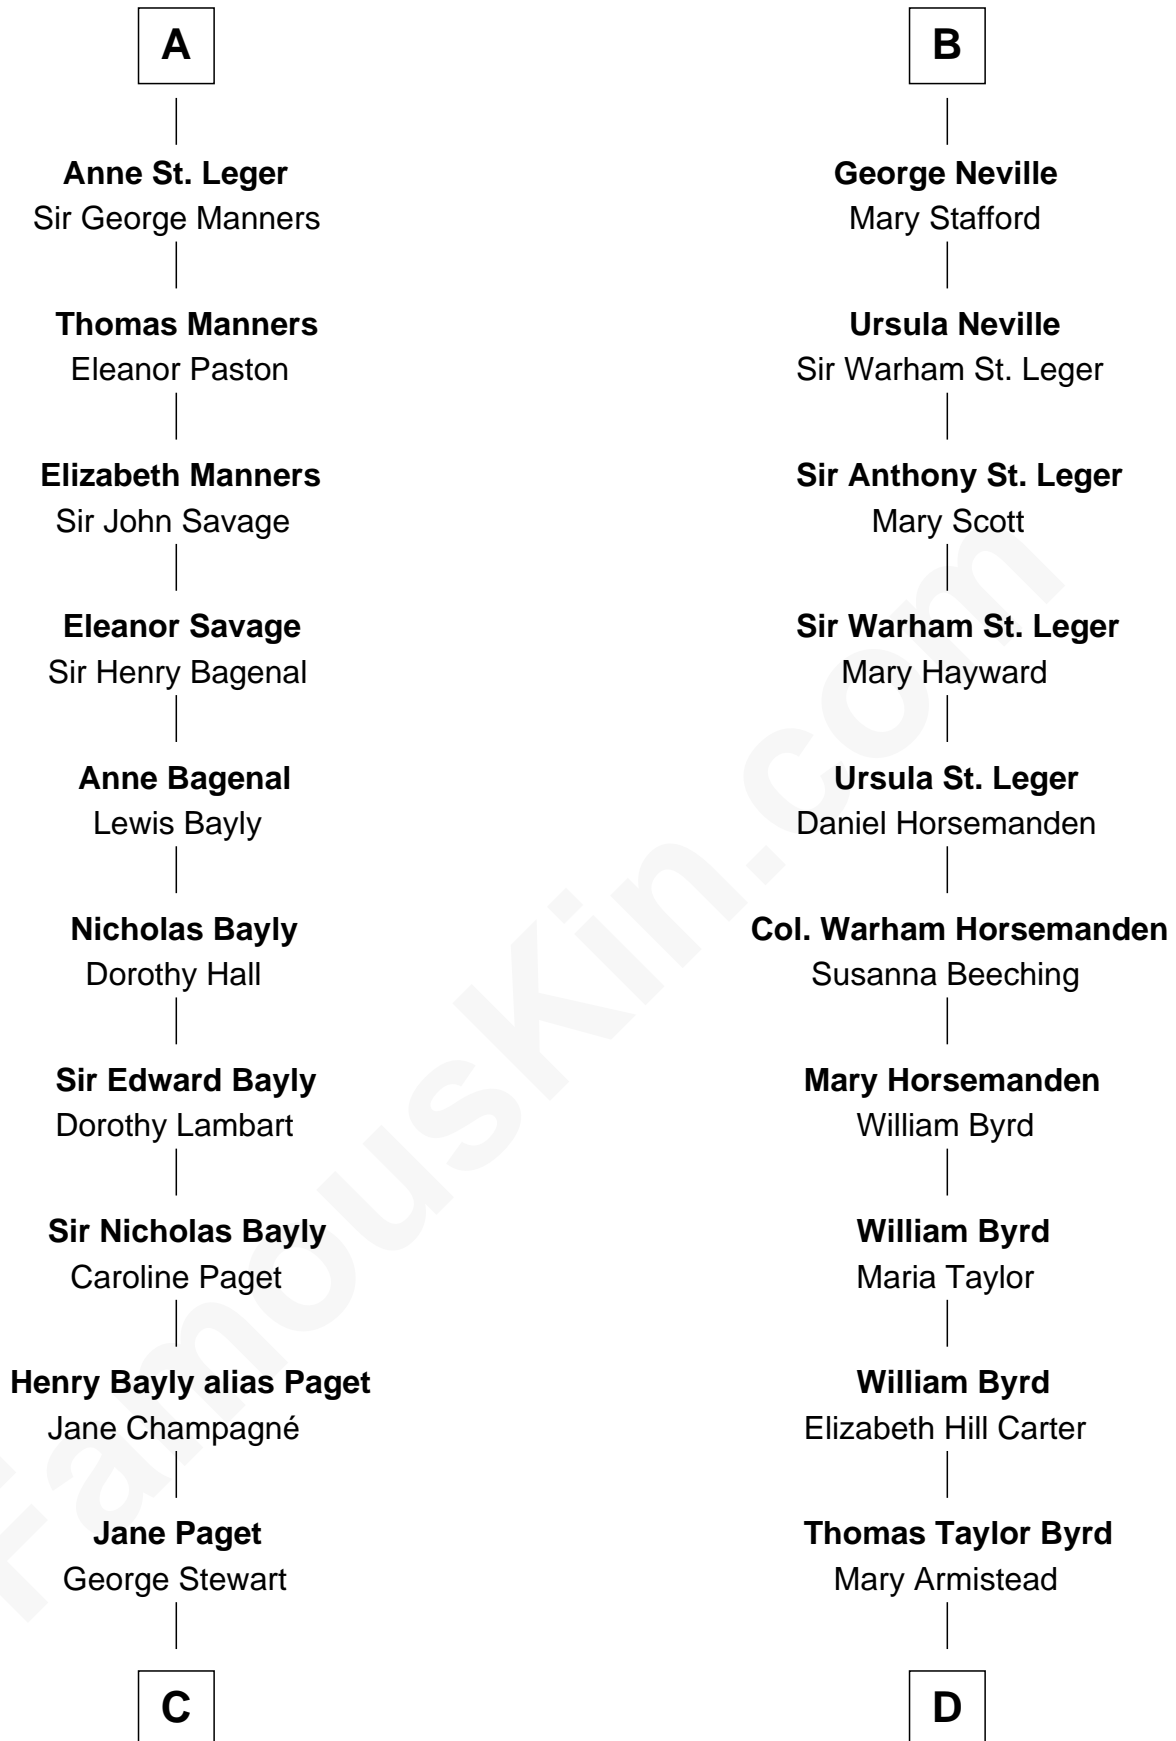 A
Anne St. Leger
Sir George Manners
Thomas Manners
Eleanor Paston
Elizabeth Manners
Sir John Savage
Eleanor Savage
Sir Henry Bagenal
Anne Bagenal
Lewis Bayly
Nicholas Bayly
Dorothy Hall
Sir Edward Bayly
Dorothy Lambart
Sir Nicholas Bayly
Caroline Paget
Henry Bayly alias Paget
Jane Champagné
Jane Paget
George Stewart
C
B
George Neville
Mary Stafford
Ursula Neville
Sir Warham St. Leger
Sir Anthony St. Leger
Mary Scott
Sir Warham St. Leger
Mary Hayward
Ursula St. Leger
Daniel Horsemanden
Col. Warham Horsemanden
Susanna Beeching
Mary Horsemanden
William Byrd
William Byrd
Maria Taylor
William Byrd
Elizabeth Hill Carter
Thomas Taylor Byrd
Mary Armistead
D
FamousKin.com